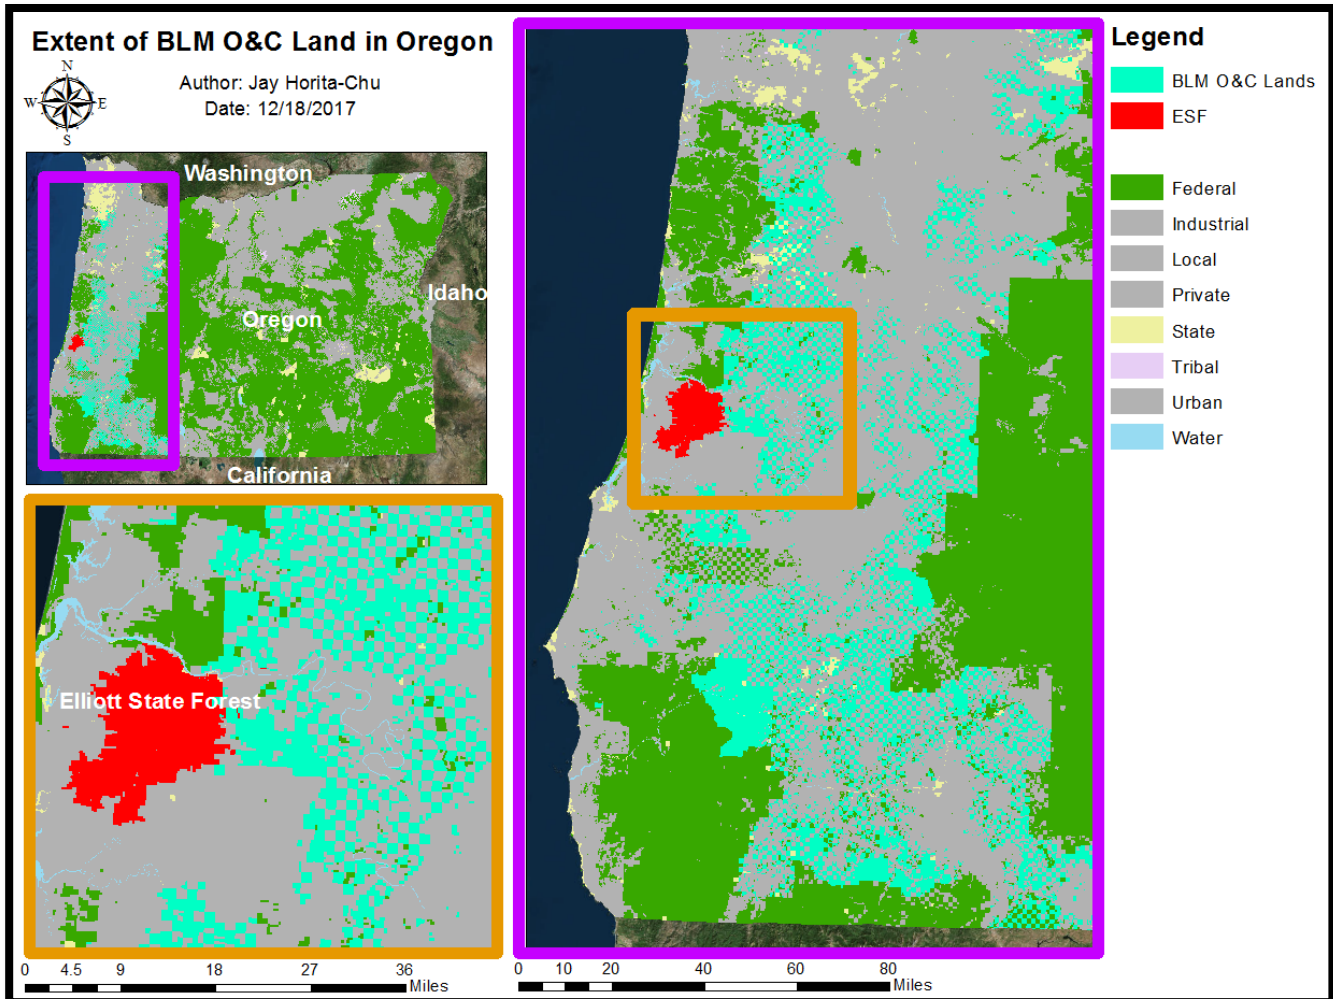 Extent of BLM O&C Land in Oregon
Author: Jay Horita-Chu
Date: 12/18/2017
N
W
E
S
Washington
Idaho
Oregon
California
Elliott State Forest
0 4.5 9 18 27 36
Miles
0 10 20 40 60 80
Miles
Legend
BLM O&C Lands
ESF
Federal
Industrial
Local
Private
State
Tribal
Urban
Water